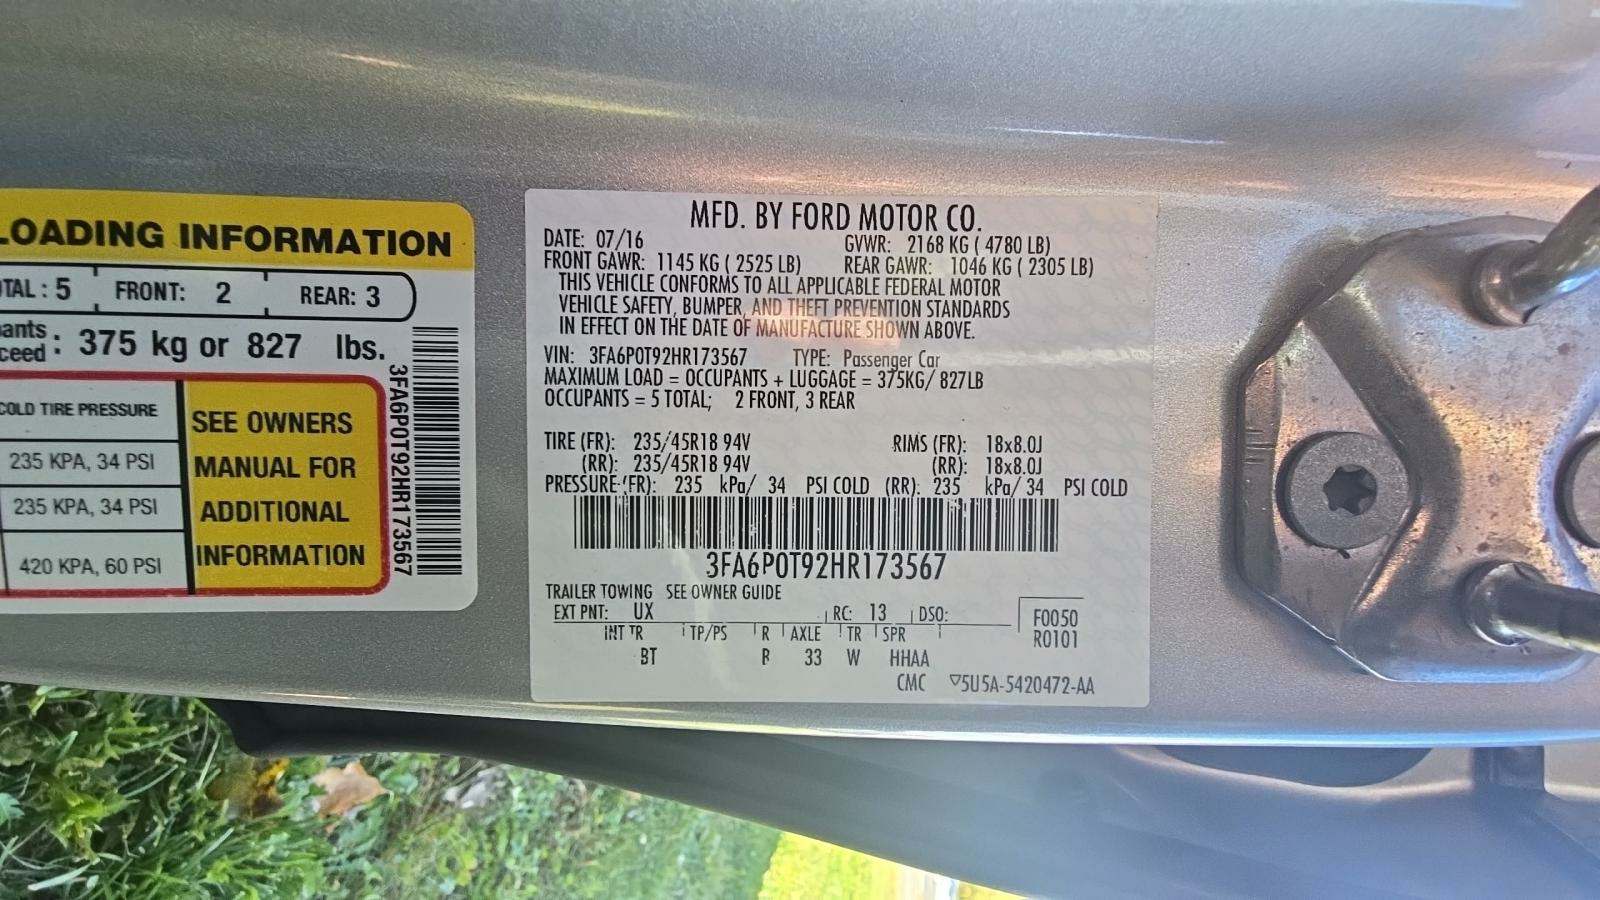 LOADING INFORMATION
: 5 FRONT: 2 REAR: 3
: 375 kg or 827 lbs.
COLD TIRE PRESSURE
235 KPA, 34 PSI
235 KPA, 34 PSI
420 KPA, 60 PSI
SEE OWNERS
MANUAL FOR
ADDITIONAL
INFORMATION
3FA6P0T92HR173567
MFD. BY FORD MOTOR CO.
DATE: 07/16 GVWR: 2168 KG ( 4780 LB)
FRONT GAWR: 1145 KG ( 2525 LB) REAR GAWR: 1046 KG ( 2305 LB)
THIS VEHICLE CONFORMS TO ALL APPLICABLE FEDERAL MOTOR
VEHICLE SAFETY, BUMPER, AND THEFT PREVENTION STANDARDS
IN EFFECT ON THE DATE OF MANUFACTURE SHOWN ABOVE.
VIN: 3FA6P0T92HR173567 TYPE: Passenger Car
MAXIMUM LOAD = OCCUPANTS + LUGGAGE = 375KG/ 827LB
OCCUPANTS = 5 TOTAL; 2 FRONT, 3 REAR
TIRE (FR): 235/45R18 94V RIMS (FR): 18x8.0J
(RR): 235/45R18 94V (RR): 18x8.0J
PRESSURE (FR): 235 kPa/ 34 PSI COLD (RR): 235 kPa/ 34 PSI COLD
3FA6P0T92HR173567
TRAILER TOWING SEE OWNER GUIDE
EXT PNT: UX RC: 13 DSO: F0050
R0101
INT TR TP/PS R AXLE TR SPR
BT B 33 W HHAA
CMC ▽5U5A-5420472-AA